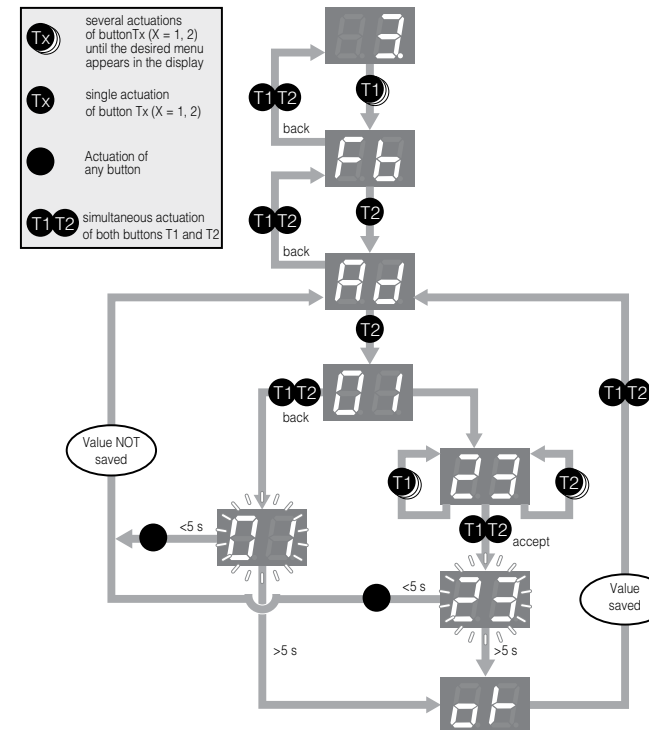 Tx
several actuations
of buttonTx (X = 1, 2)
until the desired menu
appears in the display
Tx
single actuation
of button Tx (X = 1, 2)
Actuation of
any button
T1 T2
simultaneous actuation
of both buttons T1 and T2
3.
T1 T2
T1
back
Fb
T1 T2
T2
back
Ad
T2
01
T1 T2
back
T1 T2
Value NOT
saved
23
T1
T2
T1 T2
accept
01
<5 s
23
<5 s
Value
saved
>5 s
>5 s
ok